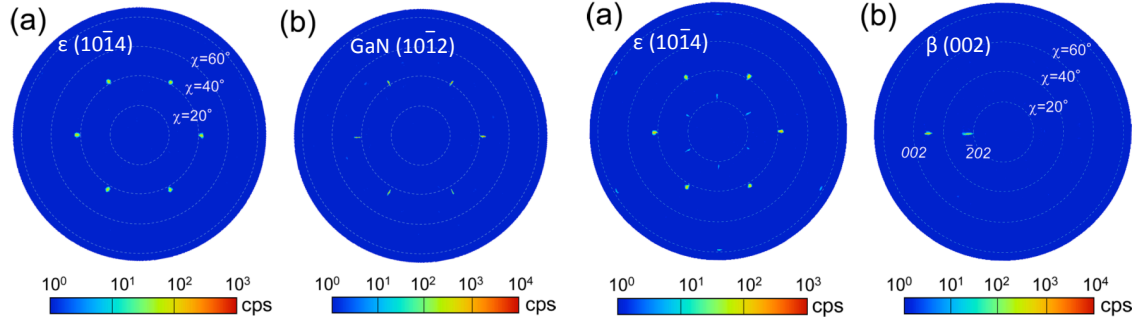 (a)
ε (101̄4)
χ=60°
χ=40°
χ=20°
10⁰ 10¹ 10² 10³
cps
(b)
GaN (101̄2)
10⁰ 10¹ 10² 10³ 10⁴
cps
(a)
ε (101̄4)
10⁰ 10¹ 10² 10³
cps
(b)
β (002)
χ=60°
χ=40°
χ=20°
002
2̄02
10⁰ 10¹ 10² 10³ 10⁴
cps